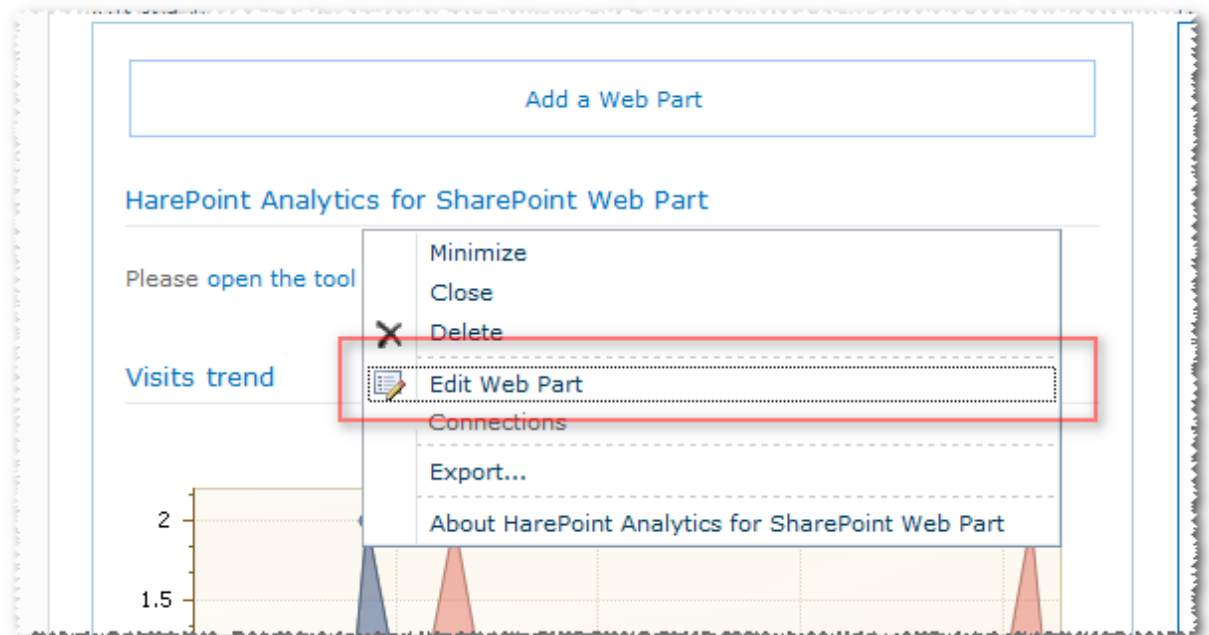 Add a Web Part
HarePoint Analytics for SharePoint Web Part
Minimize
Please open the tool
Close
Delete
Visits trend
Edit Web Part
Connections
Export...
2
About HarePoint Analytics for SharePoint Web Part
1.5